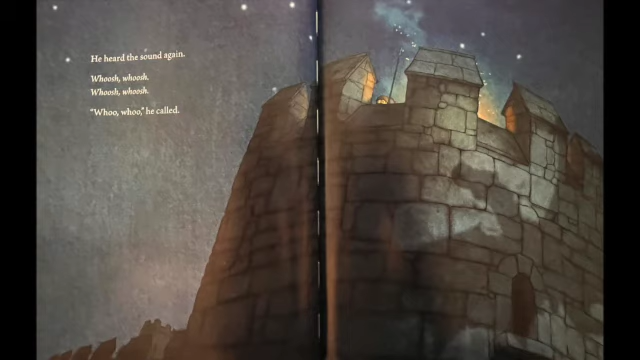 He heard the sound again.
Whoosh, whoosh.
Whoosh, whoosh.
"Whoo, whoo," he called.